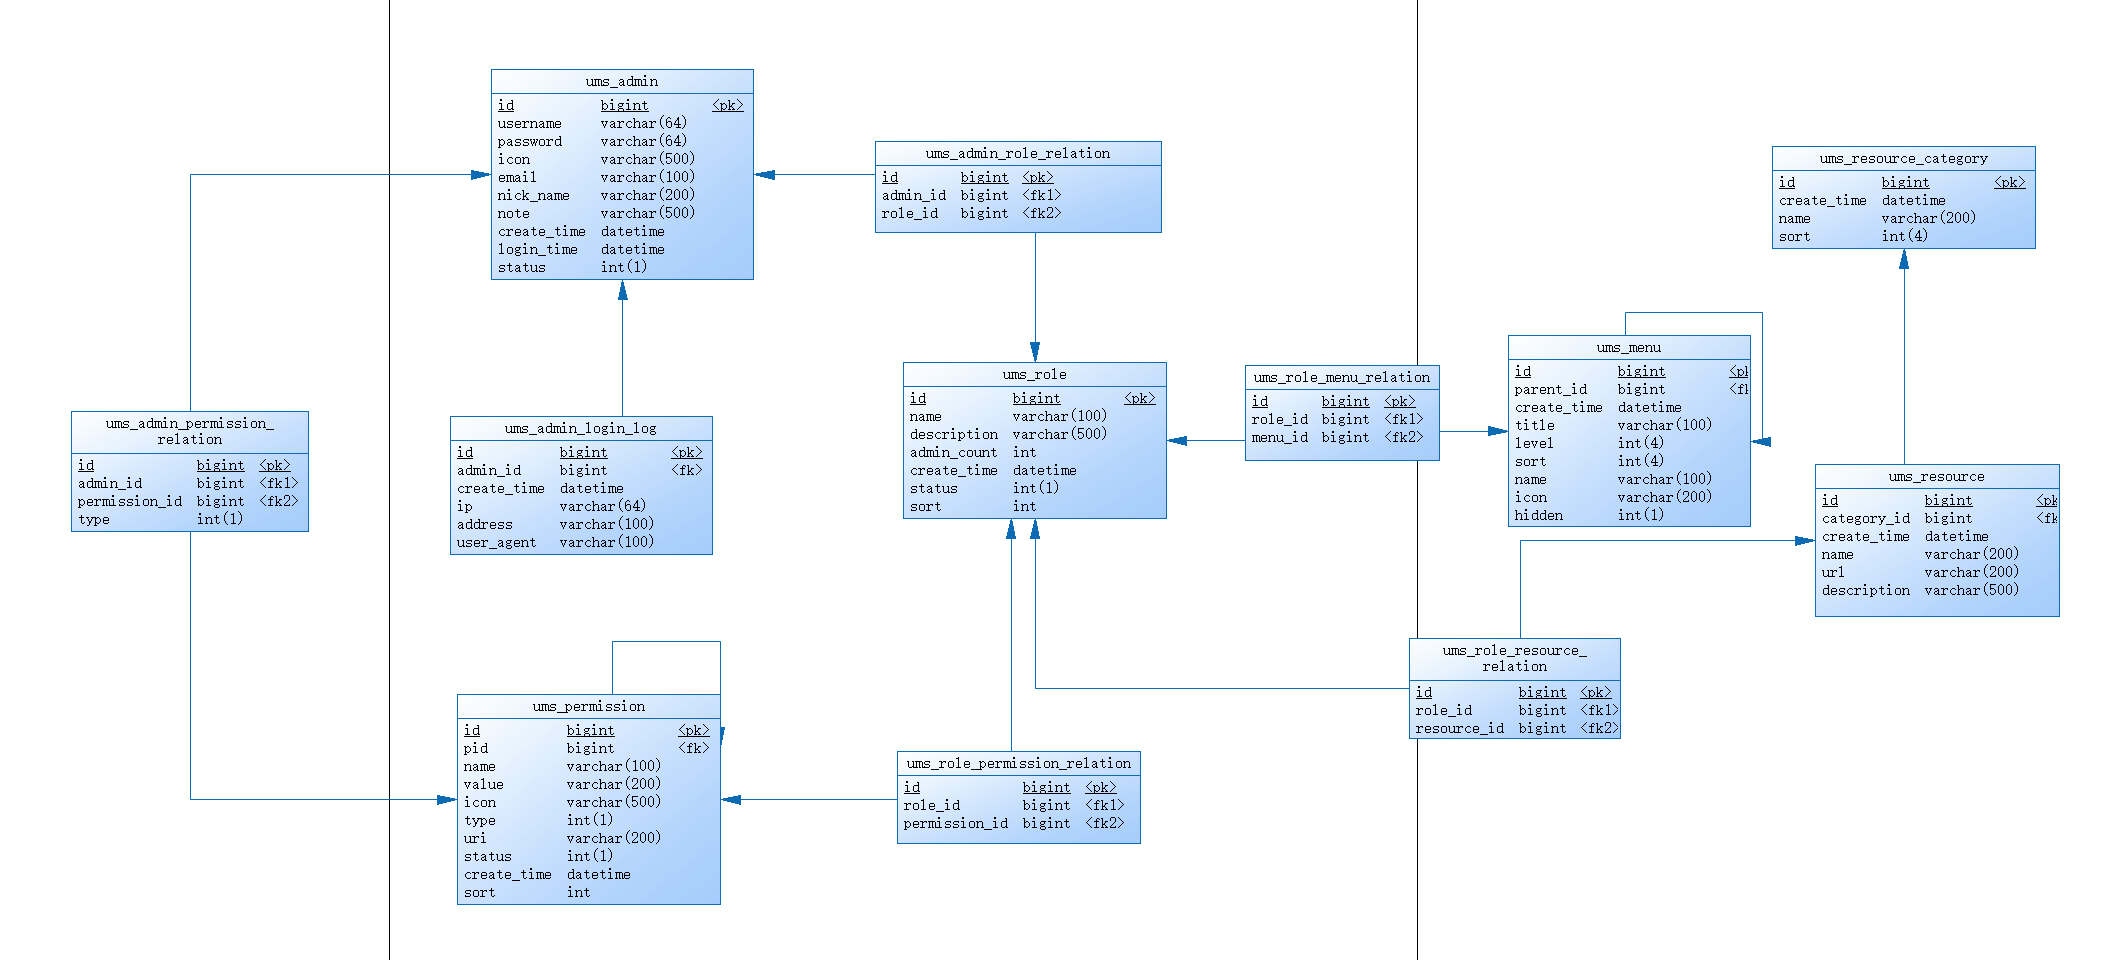 ums_admin
id bigint <pk>
username varchar(64)
password varchar(64)
icon varchar(500)
email varchar(100)
nick_name varchar(200)
note varchar(500)
create_time datetime
login_time datetime
status int(1)
ums_admin_role_relation
id bigint <pk>
admin_id bigint <fk1>
role_id bigint <fk2>
ums_resource_category
id bigint <pk>
create_time datetime
name varchar(200)
sort int(4)
ums_admin_permission_
relation
id bigint <pk>
admin_id bigint <fk1>
permission_id bigint <fk2>
type int(1)
ums_admin_login_log
id bigint <pk>
admin_id bigint <fk>
create_time datetime
ip varchar(64)
address varchar(100)
user_agent varchar(100)
ums_role
id bigint <pk>
name varchar(100)
description varchar(500)
admin_count int
create_time datetime
status int(1)
sort int
ums_role_menu_relation
id bigint <pk>
role_id bigint <fk1>
menu_id bigint <fk2>
ums_menu
id bigint <pk
parent_id bigint <fk
create_time datetime
title varchar(100)
level int(4)
sort int(4)
name varchar(100)
icon varchar(200)
hidden int(1)
ums_resource
id bigint <pk
category_id bigint <fk
create_time datetime
name varchar(200)
url varchar(200)
description varchar(500)
ums_permission
id bigint <pk>
pid bigint <fk>
name varchar(100)
value varchar(200)
icon varchar(500)
type int(1)
uri varchar(200)
status int(1)
create_time datetime
sort int
ums_role_permission_relation
id bigint <pk>
role_id bigint <fk1>
permission_id bigint <fk2>
ums_role_resource_
relation
id bigint <pk>
role_id bigint <fk1>
resource_id bigint <fk2>